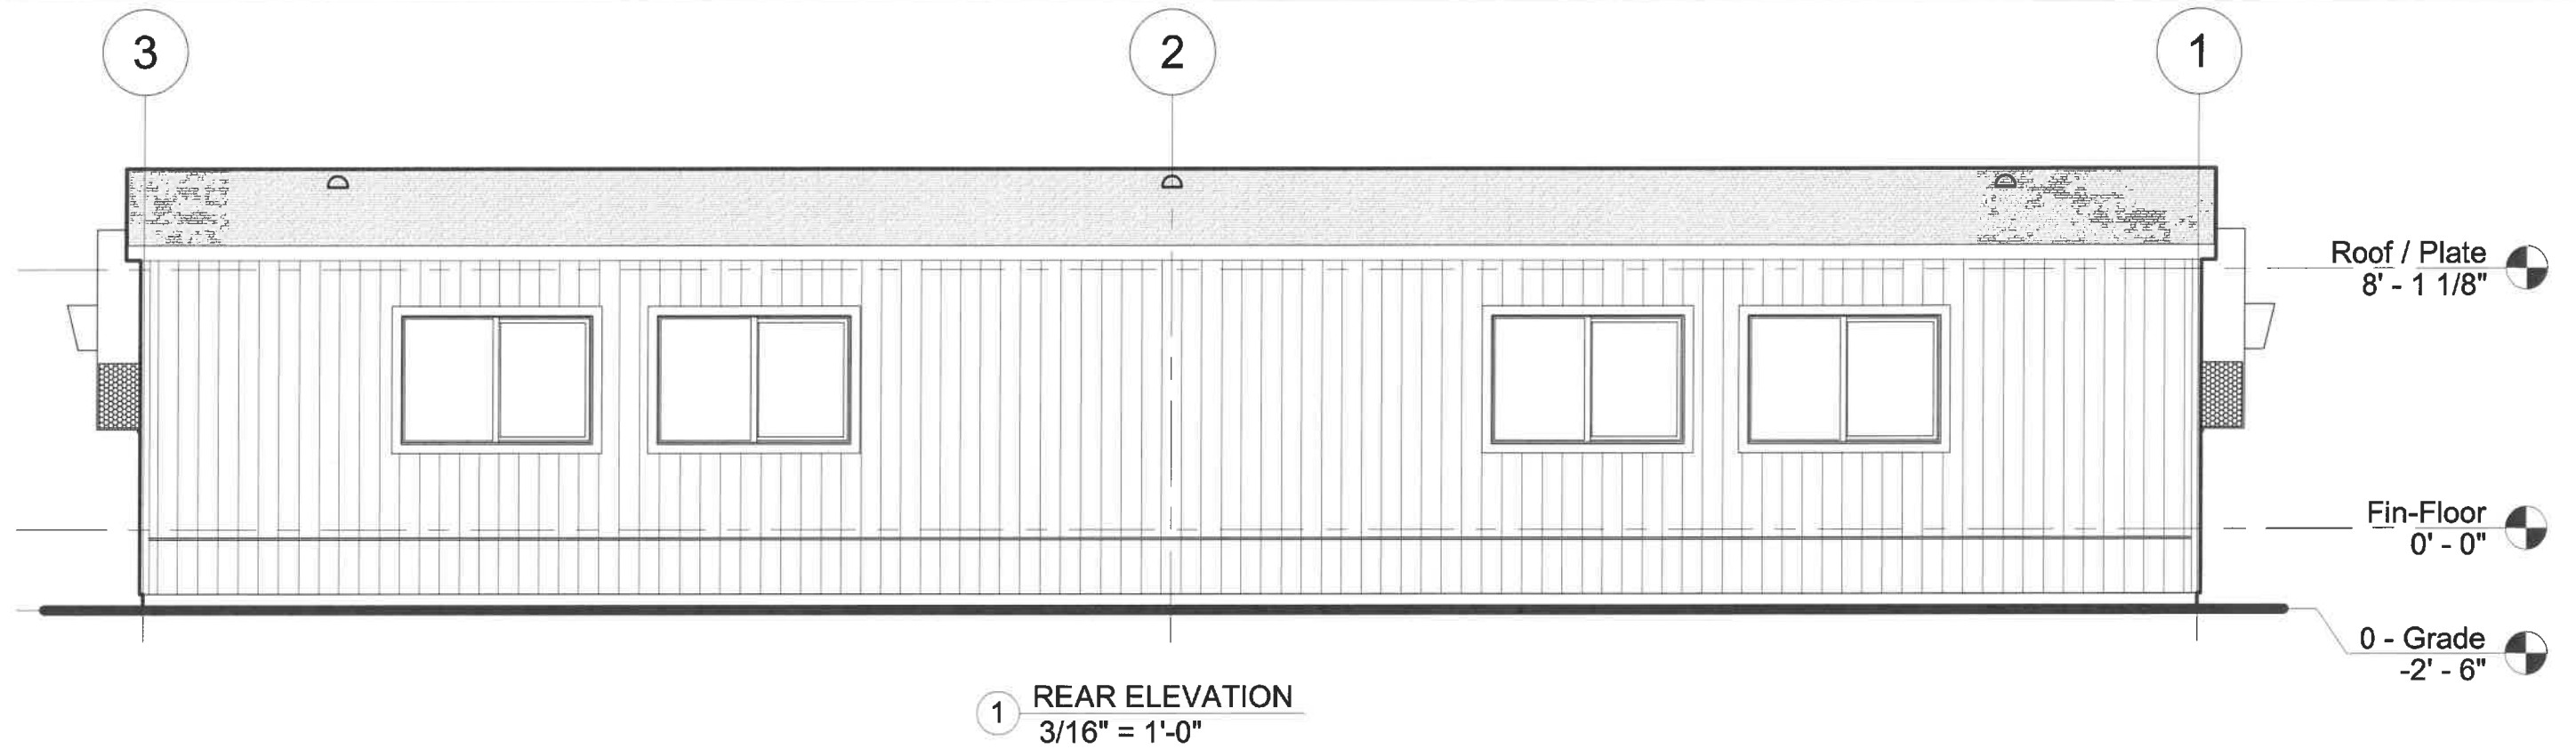 3
2
1
Roof / Plate
8' - 1 1/8"
Fin-Floor
0' - 0"
0 - Grade
-2' - 6"
1
REAR ELEVATION
3/16" = 1'-0"